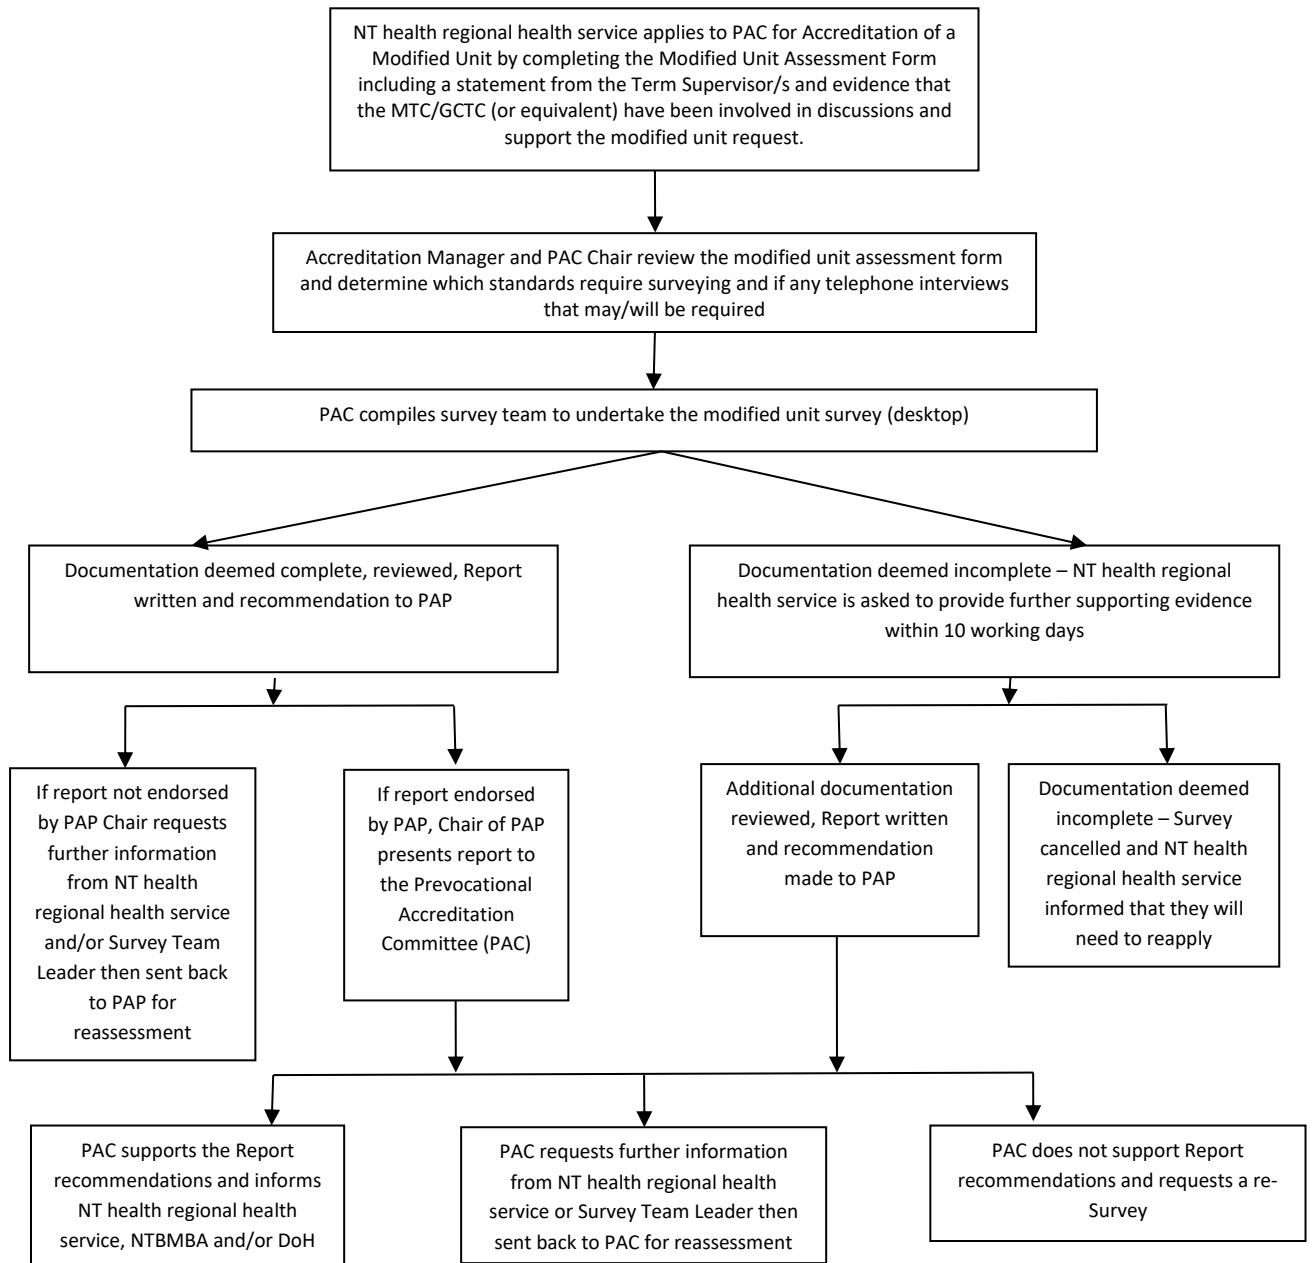 NT health regional health service applies to PAC for Accreditation of a
Modified Unit by completing the Modified Unit Assessment Form
including a statement from the Term Supervisor/s and evidence that
the MTC/GCTC (or equivalent) have been involved in discussions and
support the modified unit request.
Accreditation Manager and PAC Chair review the modified unit assessment form
and determine which standards require surveying and if any telephone interviews
that may/will be required
PAC compiles survey team to undertake the modified unit survey (desktop)
Documentation deemed complete, reviewed, Report
written and recommendation to PAP
Documentation deemed incomplete – NT health regional
health service is asked to provide further supporting evidence
within 10 working days
If report not endorsed
by PAP Chair requests
further information
from NT health
regional health service
and/or Survey Team
Leader then sent back
to PAP for
reassessment
If report endorsed
by PAP, Chair of PAP
presents report to
the Prevocational
Accreditation
Committee (PAC)
Additional documentation
reviewed, Report written
and recommendation
made to PAP
Documentation deemed
incomplete – Survey
cancelled and NT health
regional health service
informed that they will
need to reapply
PAC supports the Report
recommendations and informs
NT health regional health
service, NTBMBA and/or DoH
PAC requests further information
from NT health regional health
service or Survey Team Leader then
sent back to PAC for reassessment
PAC does not support Report
recommendations and requests a re-
Survey